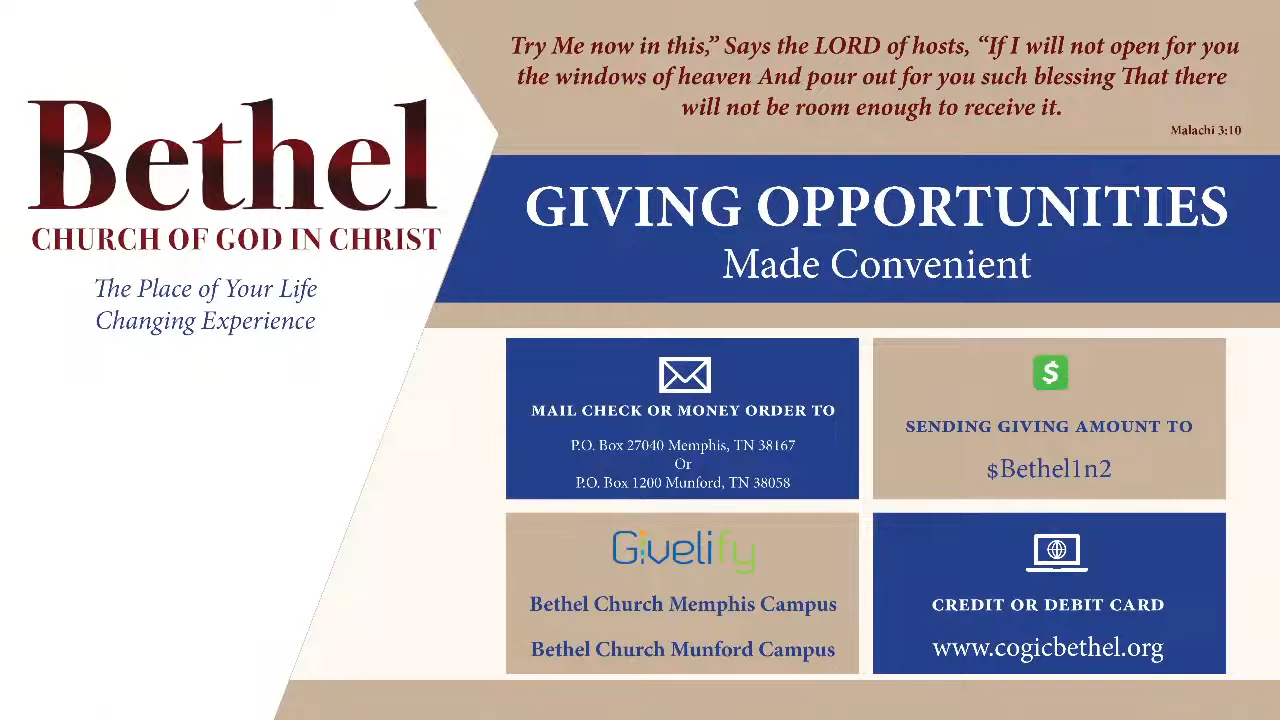 Bethel
CHURCH OF GOD IN CHRIST
The Place of Your Life
Changing Experience
Try Me now in this,” Says the LORD of hosts, “If I will not open for you
the windows of heaven And pour out for you such blessing That there
will not be room enough to receive it.
Malachi 3:10
GIVING OPPORTUNITIES
Made Convenient
MAIL CHECK OR MONEY ORDER TO
P.O. Box 27040 Memphis, TN 38167
Or
P.O. Box 1200 Munford, TN 38058
$
SENDING GIVING AMOUNT TO
$Bethel1n2
Givelify
Bethel Church Memphis Campus
Bethel Church Munford Campus
CREDIT OR DEBIT CARD
www.cogicbethel.org